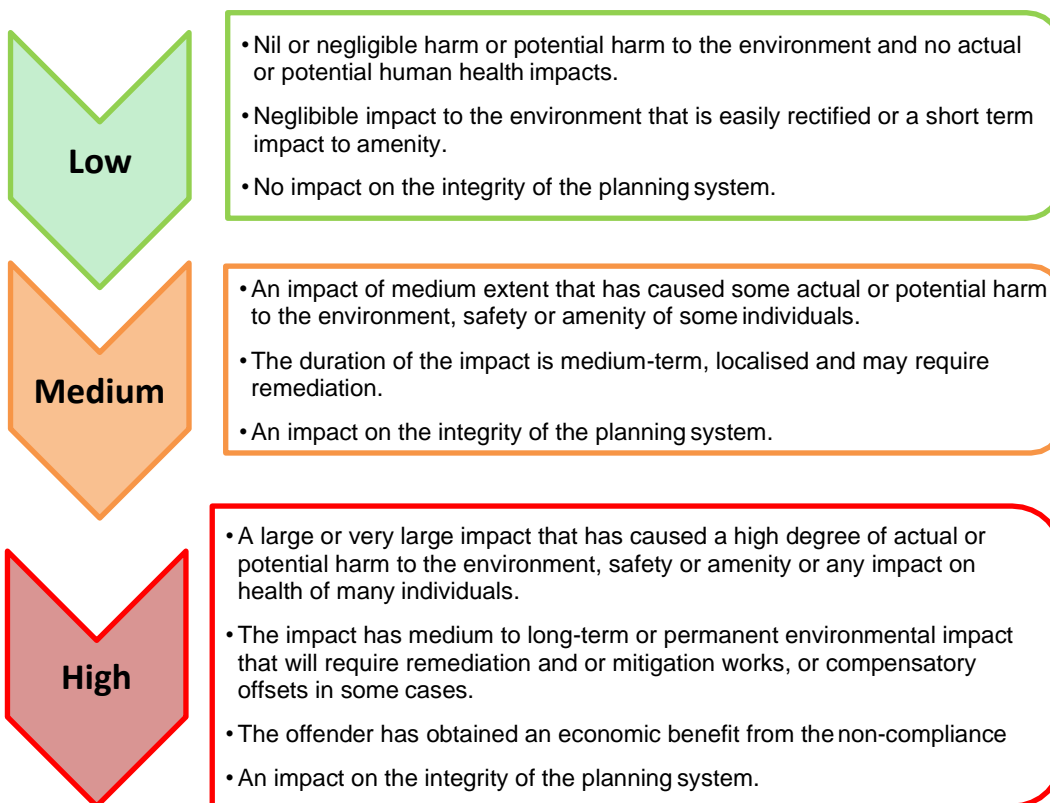 Low
• Nil or negligible harm or potential harm to the environment and no actual
or potential human health impacts.
• Neglibible impact to the environment that is easily rectified or a short term
impact to amenity.
• No impact on the integrity of the planning system.
Medium
• An impact of medium extent that has caused some actual or potential harm
to the environment, safety or amenity of some individuals.
• The duration of the impact is medium-term, localised and may require
remediation.
• An impact on the integrity of the planning system.
High
• A large or very large impact that has caused a high degree of actual or
potential harm to the environment, safety or amenity or any impact on
health of many individuals.
• The impact has medium to long-term or permanent environmental impact
that will require remediation and or mitigation works, or compensatory
offsets in some cases.
• The offender has obtained an economic benefit from the non-compliance
• An impact on the integrity of the planning system.